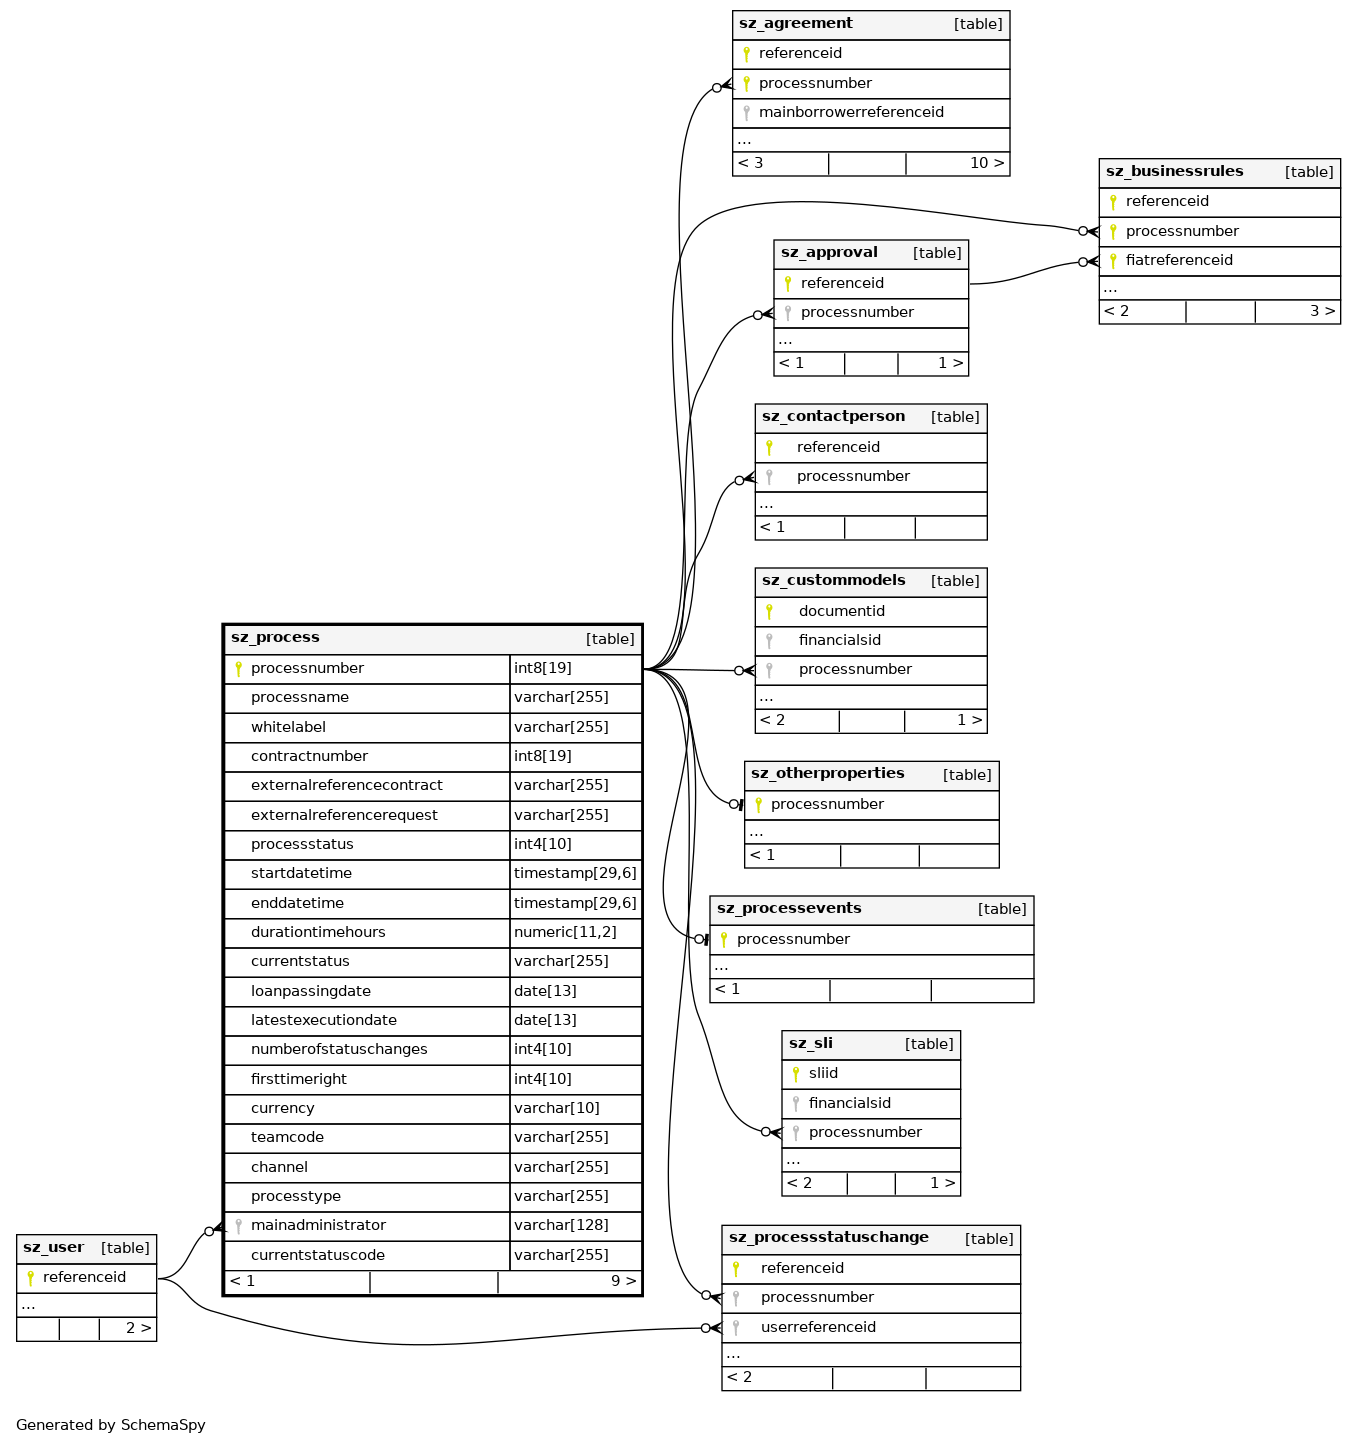 sz_agreement [table]
referenceid
processnumber
mainborrowerreferenceid
...
< 3 10 >
sz_businessrules [table]
referenceid
processnumber
fiatreferenceid
...
< 2 3 >
sz_approval [table]
referenceid
processnumber
...
< 1 1 >
sz_contactperson [table]
referenceid
processnumber
...
< 1
sz_custommodels [table]
documentid
financialsid
processnumber
...
< 2 1 >
sz_process [table]
processnumber int8[19]
processname varchar[255]
whitelabel varchar[255]
contractnumber int8[19]
externalreferencecontract varchar[255]
externalreferencerequest varchar[255]
processstatus int4[10]
startdatetime timestamp[29,6]
enddatetime timestamp[29,6]
durationtimehours numeric[11,2]
currentstatus varchar[255]
loanpassingdate date[13]
latestexecutiondate date[13]
numberofstatuschanges int4[10]
firsttimeright int4[10]
currency varchar[10]
teamcode varchar[255]
channel varchar[255]
processtype varchar[255]
mainadministrator varchar[128]
currentstatuscode varchar[255]
< 1 9 >
sz_otherproperties [table]
processnumber
...
< 1
sz_processevents [table]
processnumber
...
< 1
sz_sli [table]
sliid
financialsid
processnumber
...
< 2 1 >
sz_user [table]
referenceid
...
2 >
sz_processstatuschange [table]
referenceid
processnumber
userreferenceid
...
< 2
Generated by SchemaSpy